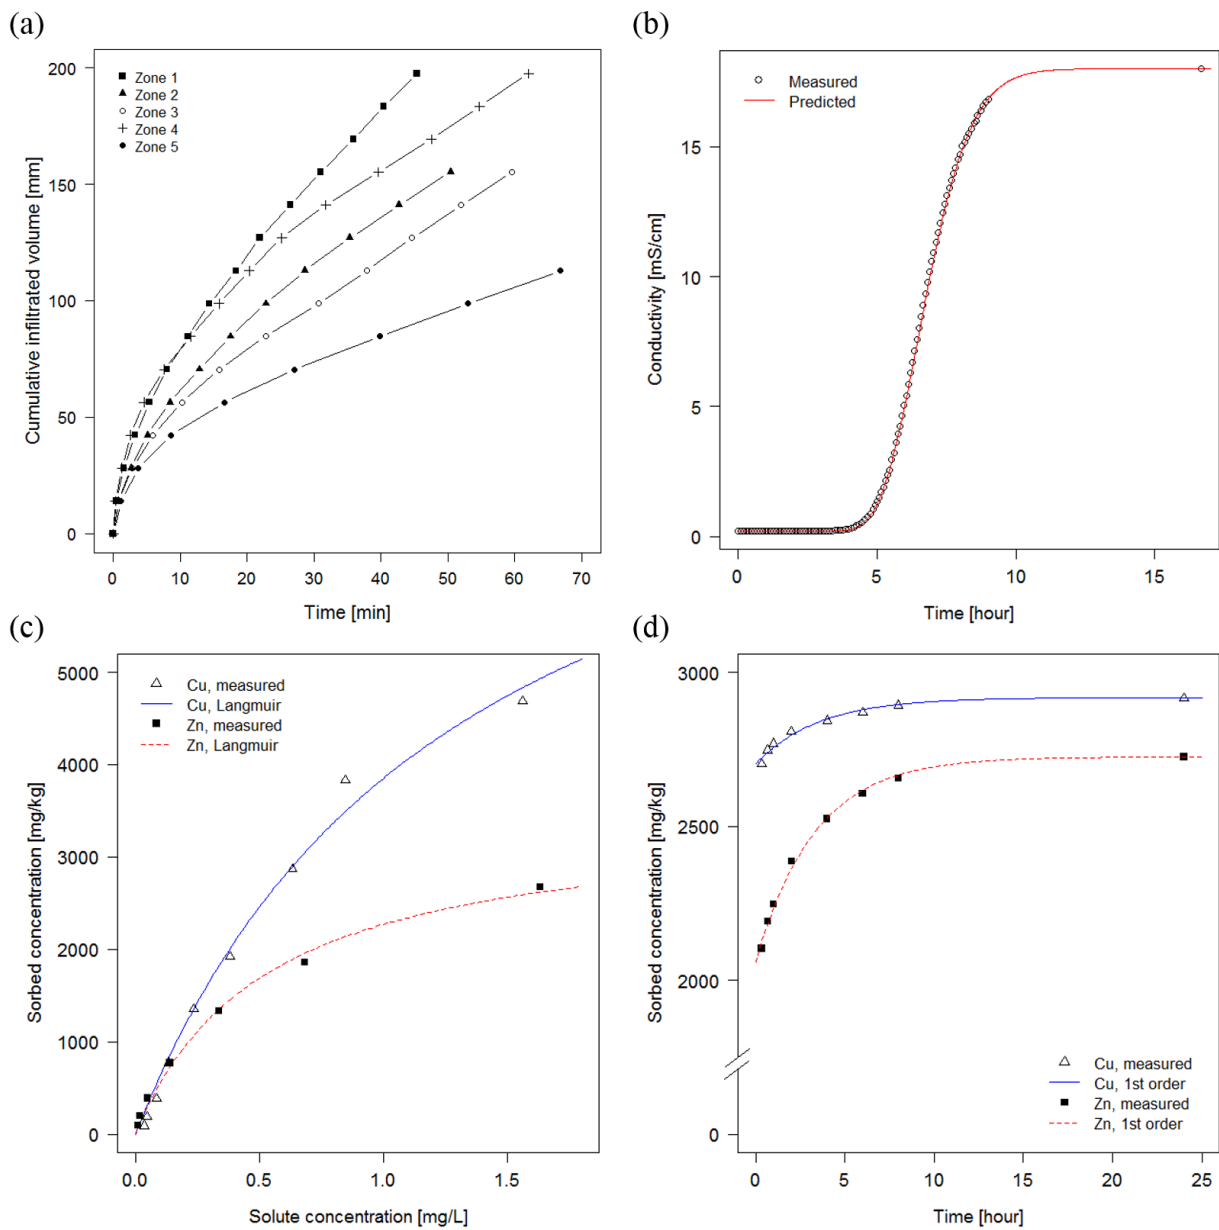 (a)
Zone 1
Zone 2
Zone 3
Zone 4
Zone 5
200
150
100
50
0
Cumulative infiltrated volume [mm]
0 10 20 30 40 50 60 70
Time [min]
(b)
Measured
Predicted
15
10
5
0
Conductivity [mS/cm]
0 5 10 15
Time [hour]
(c)
Cu, measured
Cu, Langmuir
Zn, measured
Zn, Langmuir
5000
4000
3000
2000
1000
0
Sorbed concentration [mg/kg]
0.0 0.5 1.0 1.5
Solute concentration [mg/L]
(d)
3000
2500
2000
0
Sorbed concentration [mg/kg]
Cu, measured
Cu, 1st order
Zn, measured
Zn, 1st order
0 5 10 15 20 25
Time [hour]